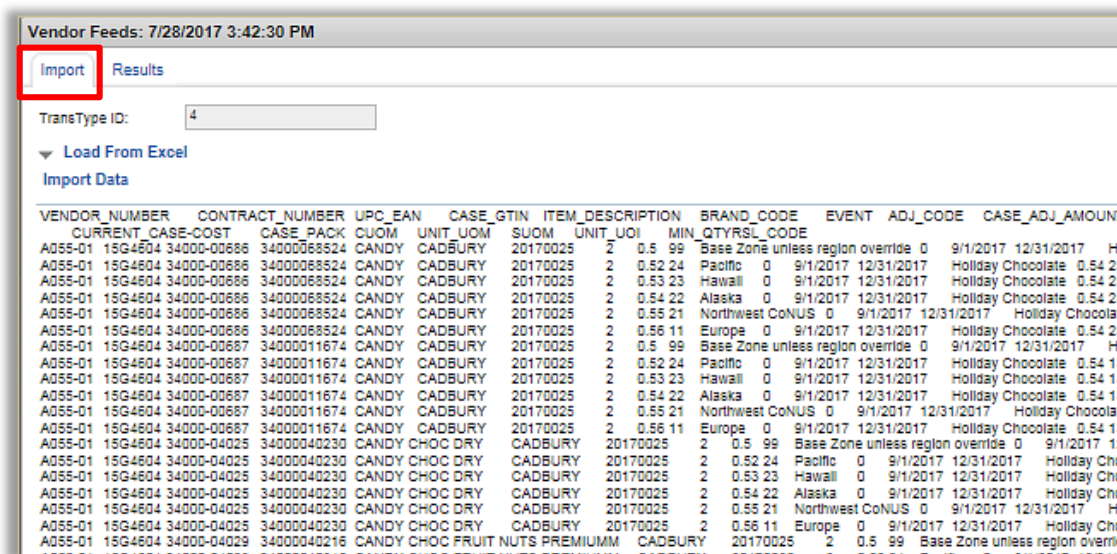 Vendor Feeds: 7/28/2017 3:42:30 PM
Import Results
TransType ID: 4
Load From Excel
Import Data
VENDOR_NUMBER CONTRACT_NUMBER UPC_EAN CASE_GTIN ITEM_DESCRIPTION BRAND_CODE EVENT ADJ_CODE CASE_ADJ_AMOUNT
CURRENT_CASE-COST CASE_PACK CUOM UNIT_UOM SUOM UNIT_UOI MIN_QTYRSL_CODE
A055-01 15G4604 34000-00686 34000068524 CANDY CADBURY 20170025 2 0.5 99 Base Zone unless region override 0 9/1/2017 12/31/2017 H
A055-01 15G4604 34000-00686 34000068524 CANDY CADBURY 20170025 2 0.52 24 Pacific 0 9/1/2017 12/31/2017 Holiday Chocolate 0.54 2
A055-01 15G4604 34000-00686 34000068524 CANDY CADBURY 20170025 2 0.53 23 Hawaii 0 9/1/2017 12/31/2017 Holiday Chocolate 0.54 2
A055-01 15G4604 34000-00686 34000068524 CANDY CADBURY 20170025 2 0.54 22 Alaska 0 9/1/2017 12/31/2017 Holiday Chocolate 0.54 2
A055-01 15G4604 34000-00686 34000068524 CANDY CADBURY 20170025 2 0.55 21 Northwest CoNUS 0 9/1/2017 12/31/2017 Holiday Chocola
A055-01 15G4604 34000-00686 34000068524 CANDY CADBURY 20170025 2 0.56 11 Europe 0 9/1/2017 12/31/2017 Holiday Chocolate 0.54 2
A055-01 15G4604 34000-00687 34000011674 CANDY CADBURY 20170025 2 0.5 99 Base Zone unless region override 0 9/1/2017 12/31/2017 H
A055-01 15G4604 34000-00687 34000011674 CANDY CADBURY 20170025 2 0.52 24 Pacific 0 9/1/2017 12/31/2017 Holiday Chocolate 0.54 1
A055-01 15G4604 34000-00687 34000011674 CANDY CADBURY 20170025 2 0.53 23 Hawaii 0 9/1/2017 12/31/2017 Holiday Chocolate 0.54 1
A055-01 15G4604 34000-00687 34000011674 CANDY CADBURY 20170025 2 0.54 22 Alaska 0 9/1/2017 12/31/2017 Holiday Chocolate 0.54 1
A055-01 15G4604 34000-00687 34000011674 CANDY CADBURY 20170025 2 0.55 21 Northwest CoNUS 0 9/1/2017 12/31/2017 Holiday Chocola
A055-01 15G4604 34000-00687 34000011674 CANDY CADBURY 20170025 2 0.56 11 Europe 0 9/1/2017 12/31/2017 Holiday Chocolate 0.54 1
A055-01 15G4604 34000-04025 34000040230 CANDY CHOC DRY CADBURY 20170025 2 0.5 99 Base Zone unless region override 0 9/1/2017 1
A055-01 15G4604 34000-04025 34000040230 CANDY CHOC DRY CADBURY 20170025 2 0.52 24 Pacific 0 9/1/2017 12/31/2017 Holiday Cho
A055-01 15G4604 34000-04025 34000040230 CANDY CHOC DRY CADBURY 20170025 2 0.53 23 Hawaii 0 9/1/2017 12/31/2017 Holiday Cho
A055-01 15G4604 34000-04025 34000040230 CANDY CHOC DRY CADBURY 20170025 2 0.54 22 Alaska 0 9/1/2017 12/31/2017 Holiday Cho
A055-01 15G4604 34000-04025 34000040230 CANDY CHOC DRY CADBURY 20170025 2 0.55 21 Northwest CoNUS 0 9/1/2017 12/31/2017 H
A055-01 15G4604 34000-04025 34000040230 CANDY CHOC DRY CADBURY 20170025 2 0.56 11 Europe 0 9/1/2017 12/31/2017 Holiday Cho
A055-01 15G4604 34000-04029 34000040216 CANDY CHOC FRUIT NUTS PREMIUMM CADBURY 20170025 2 0.5 99 Base Zone unless region overri